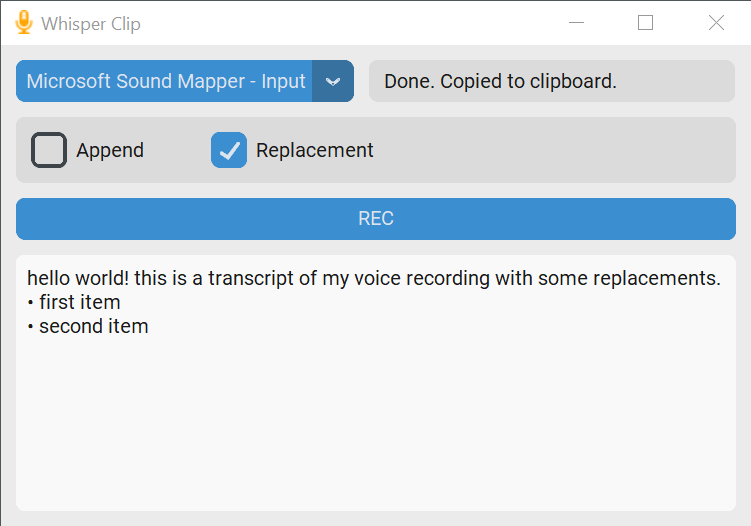 Whisper Clip
Microsoft Sound Mapper - Input
Done. Copied to clipboard.
Append
Replacement
REC
hello world! this is a transcript of my voice recording with some replacements.
• first item
• second item